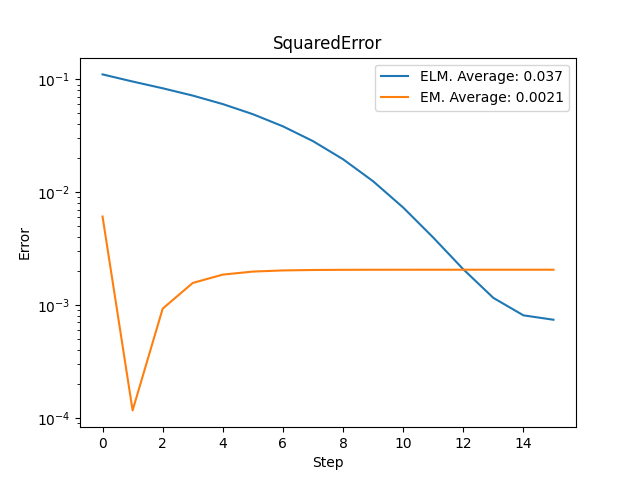 SquaredError
ELM. Average: 0.037
EM. Average: 0.0021
10⁻¹
10⁻²
10⁻³
10⁻⁴
Error
0 2 4 6 8 10 12 14
Step